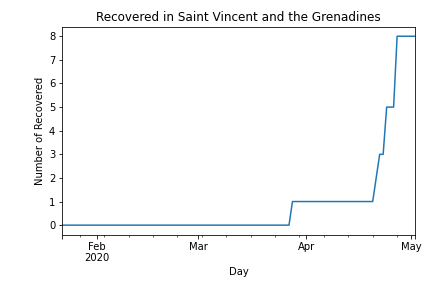 Recovered in Saint Vincent and the Grenadines
8
7
6
5
4
3
2
1
0
Number of Recovered
Feb
2020
Mar
Apr
May
Day